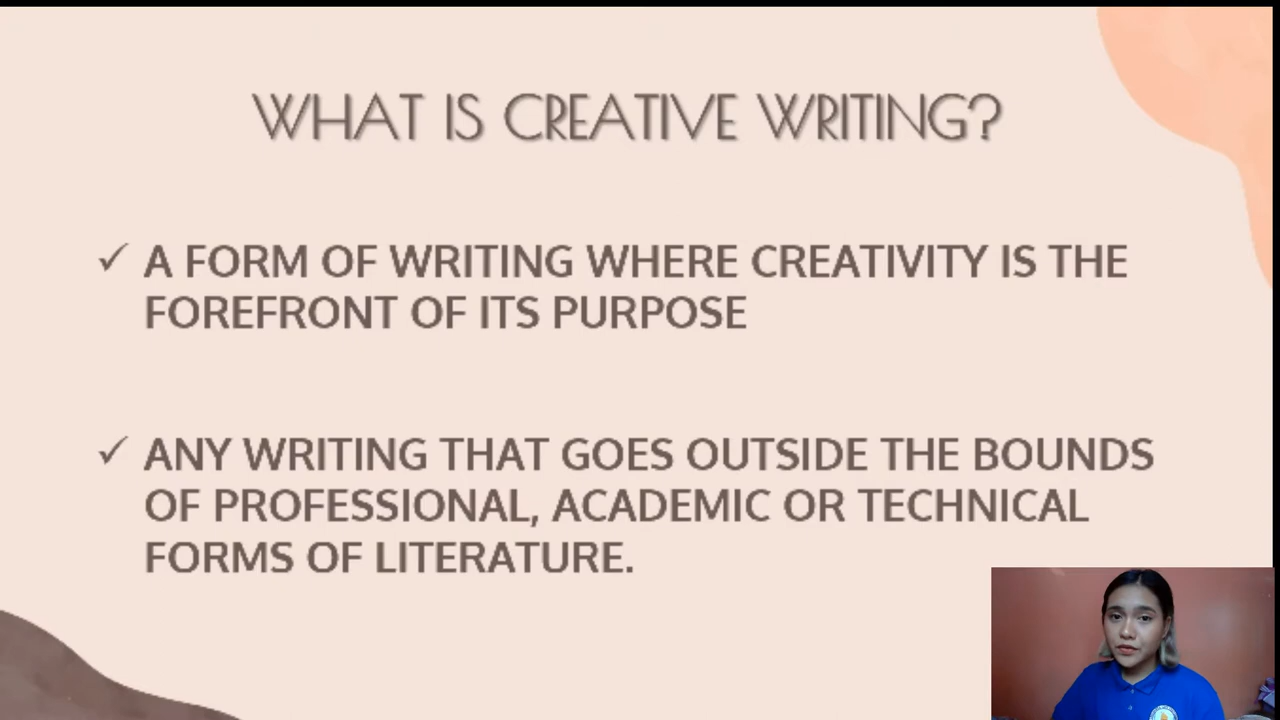 WHAT IS CREATIVE WRITING?
✓ A FORM OF WRITING WHERE CREATIVITY IS THE
FOREFRONT OF ITS PURPOSE
✓ ANY WRITING THAT GOES OUTSIDE THE BOUNDS
OF PROFESSIONAL, ACADEMIC OR TECHNICAL
FORMS OF LITERATURE.